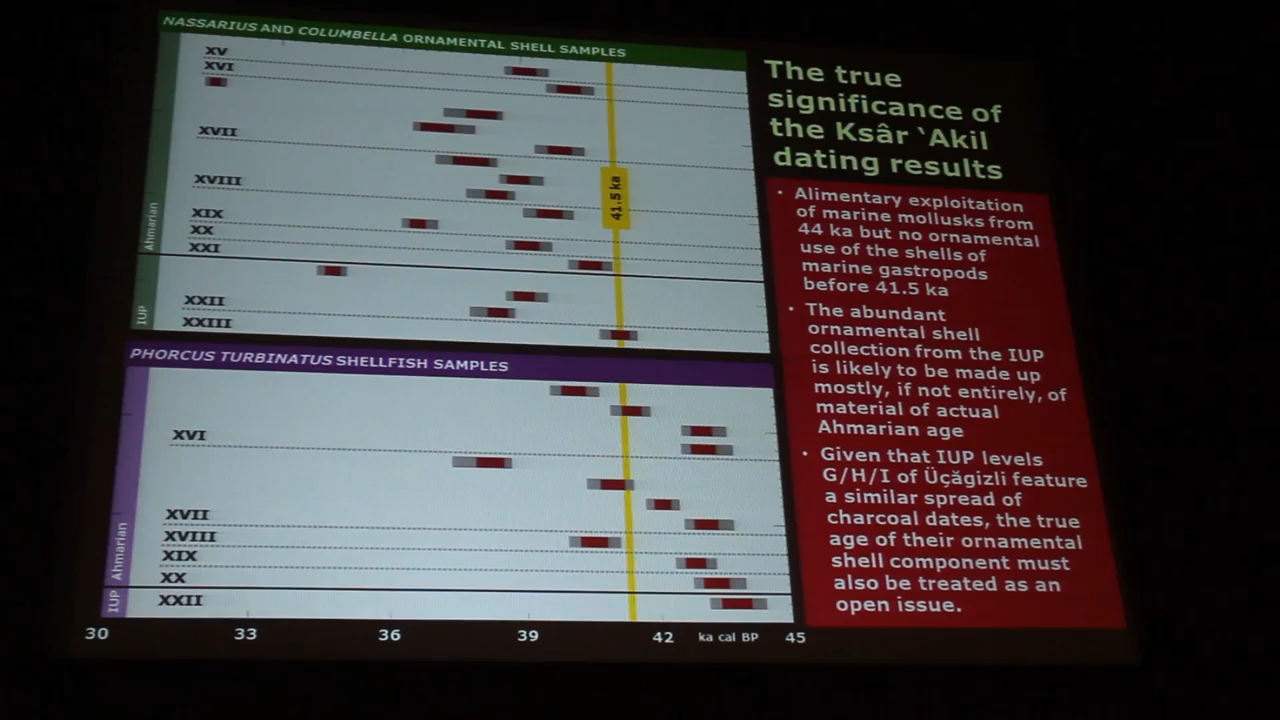 NASSARIUS AND COLUMBELLA ORNAMENTAL SHELL SAMPLES
XV
XVI
XVII
XVIII
XIX
XX
XXI
XXII
XXIII
Ahmarian
IUP
41.5 ka
PHORCUS TURBINATUS SHELLFISH SAMPLES
XVI
XVII
XVIII
XIX
XX
XXII
Ahmarian
IUP
30 33 36 39 42 ka cal BP 45
The true
significance of
the Ksâr ‛Akil
dating results
• Alimentary exploitation
of marine mollusks from
44 ka but no ornamental
use of the shells of
marine gastropods
before 41.5 ka
• The abundant
ornamental shell
collection from the IUP
is likely to be made up
mostly, if not entirely, of
material of actual
Ahmarian age
• Given that IUP levels
G/H/I of Üçăgizli feature
a similar spread of
charcoal dates, the true
age of their ornamental
shell component must
also be treated as an
open issue.